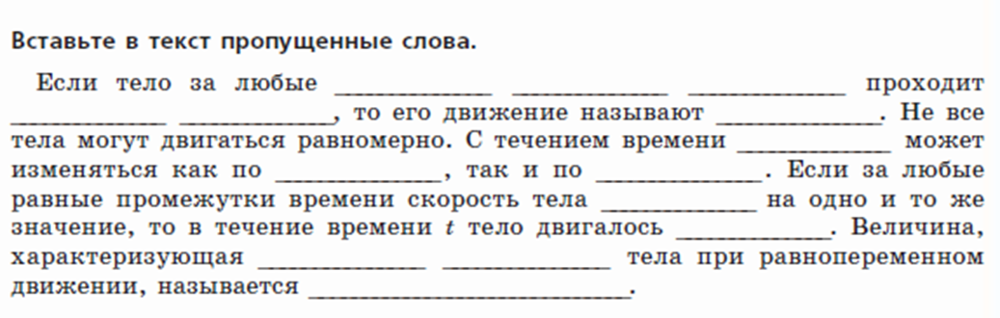 Вставьте в текст пропущенные слова.
Если тело за любые ____________ ____________ ____________ проходит
____________ ____________, то его движение называют ____________. Не все
тела могут двигаться равномерно. С течением времени ____________ может
изменяться как по ____________, так и по ____________. Если за любые
равные промежутки времени скорость тела ____________ на одно и то же
значение, то в течение времени t тело двигалось ____________. Величина,
характеризующая ____________ ____________ тела при равнопеременном
движении, называется ________________________.